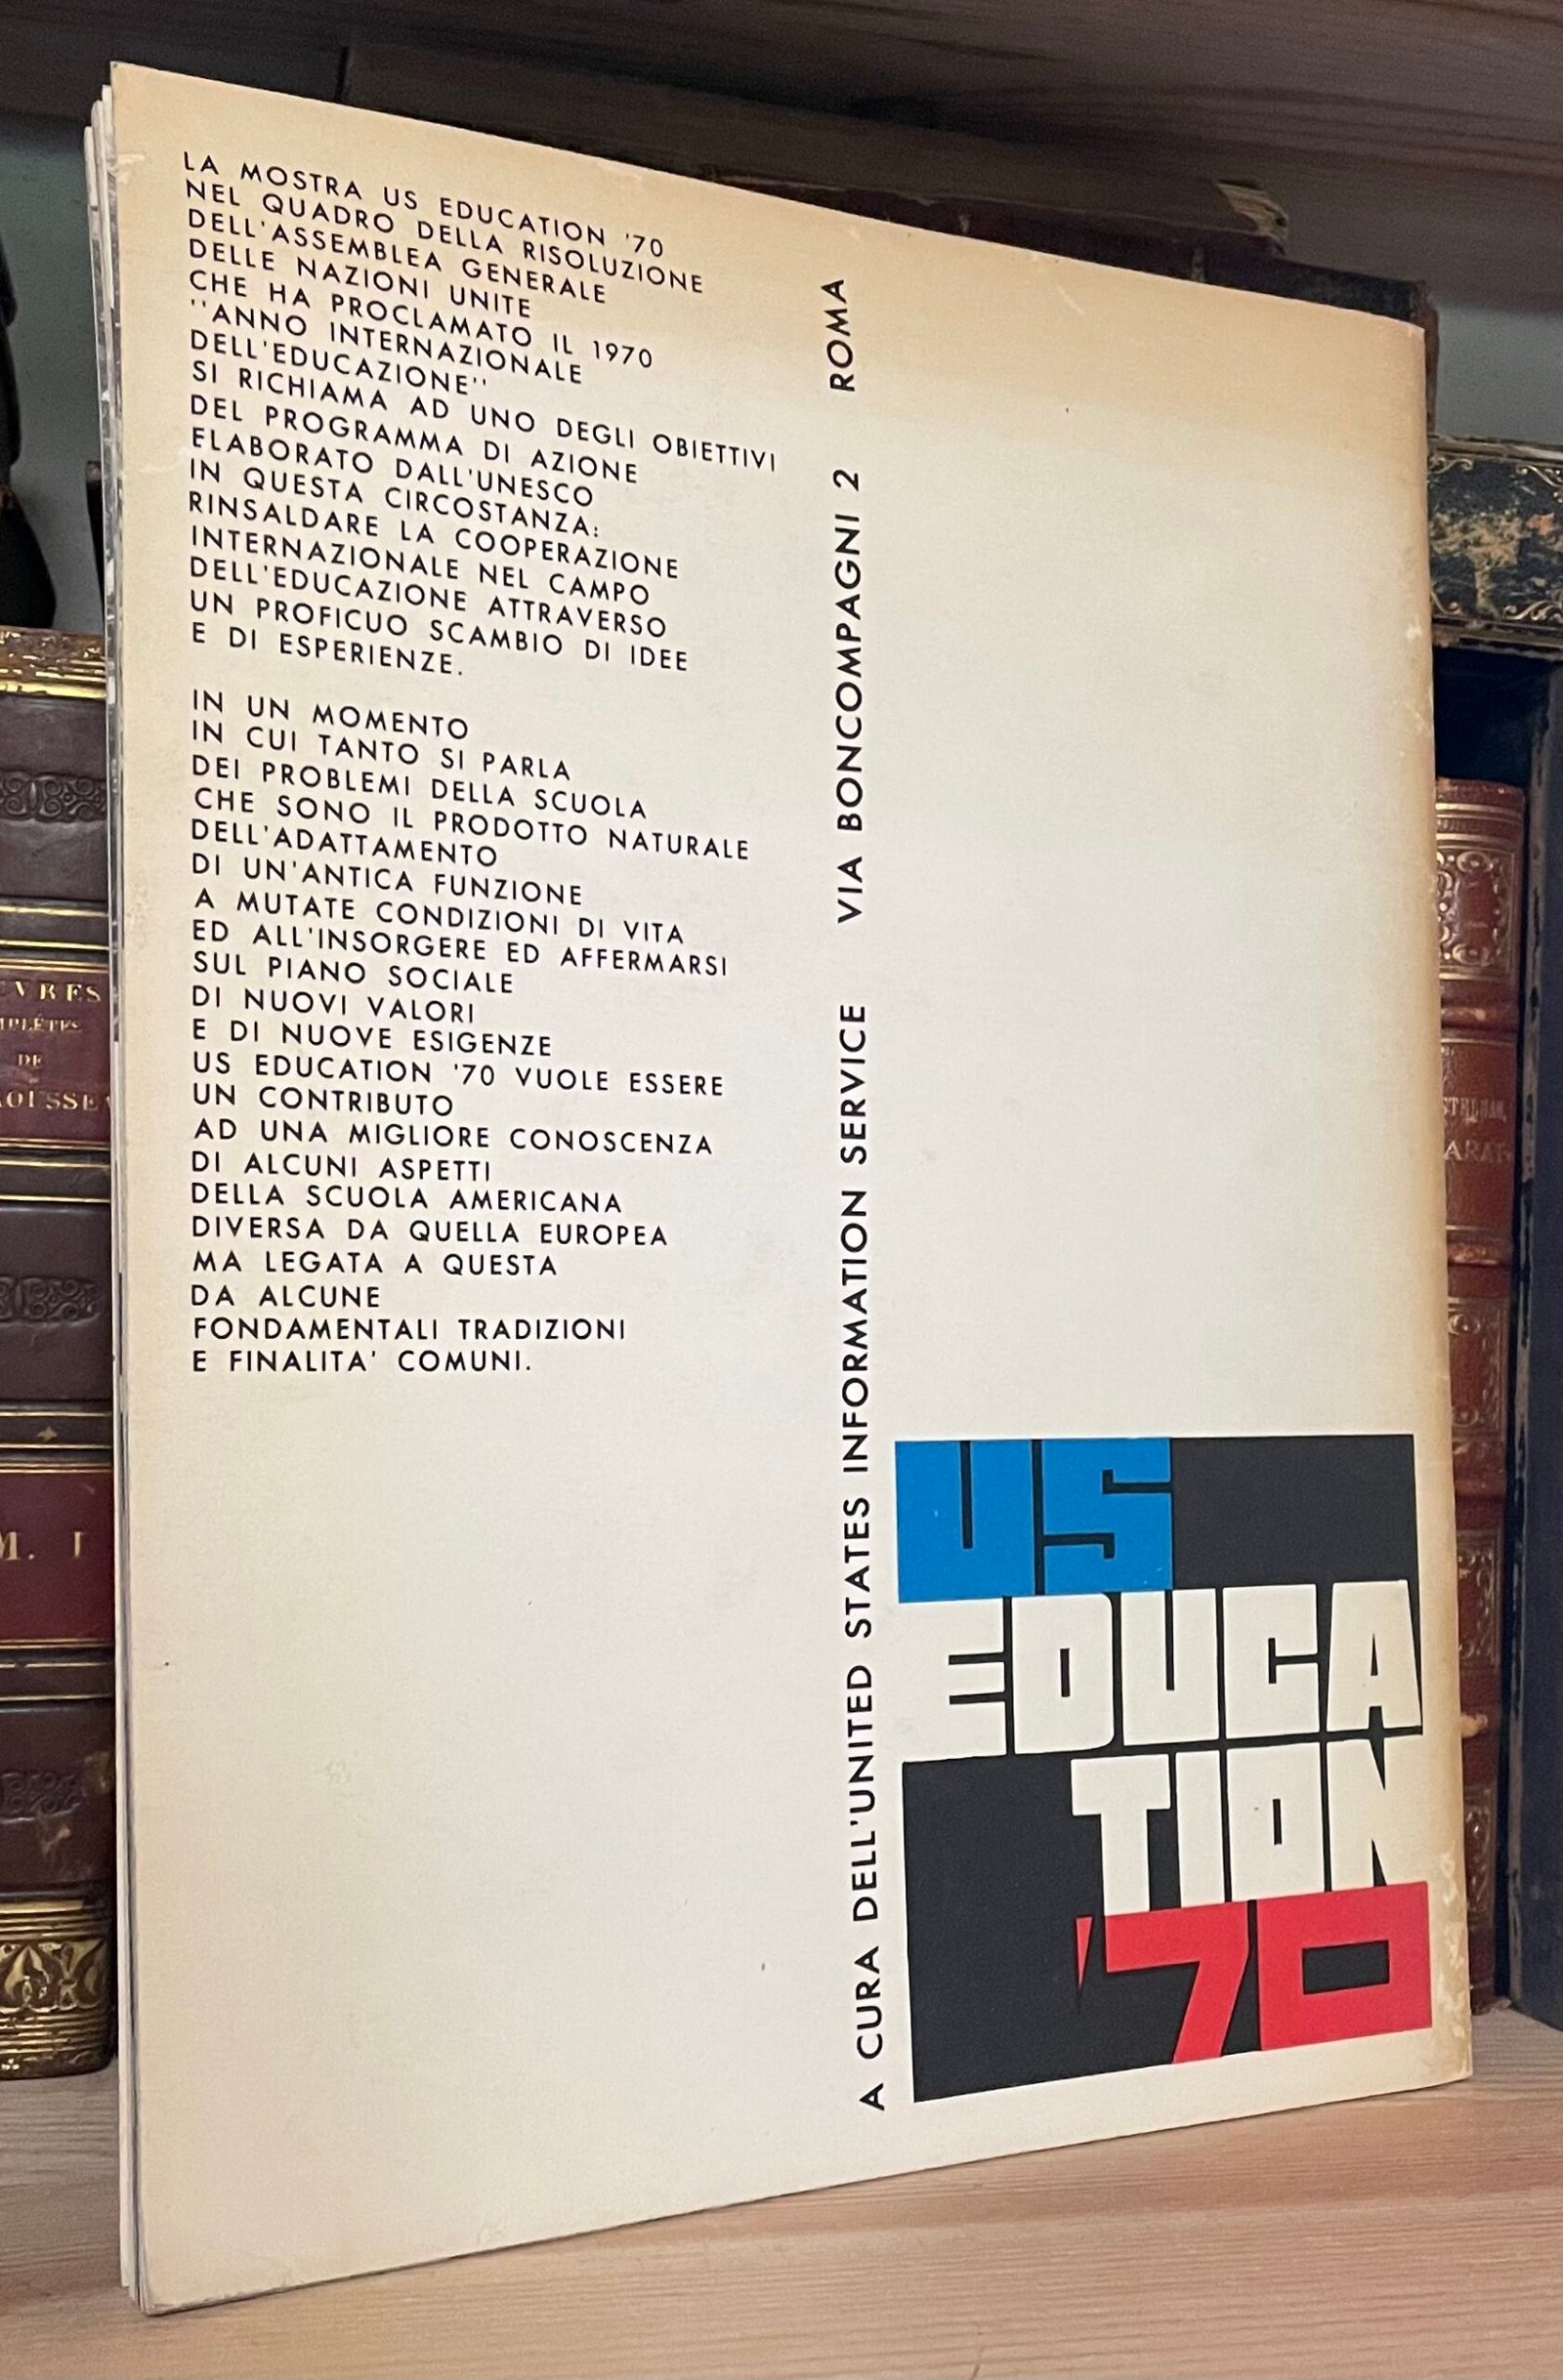 LA MOSTRA US EDUCATION '70
NEL QUADRO DELLA RISOLUZIONE
DELL'ASSEMBLEA GENERALE
DELLE NAZIONI UNITE
CHE HA PROCLAMATO IL 1970
''ANNO INTERNAZIONALE
DELL'EDUCAZIONE''
SI RICHIAMA AD UNO DEGLI OBIETTIVI
DEL PROGRAMMA DI AZIONE
ELABORATO DALL'UNESCO
IN QUESTA CIRCOSTANZA:
RINSALDARE LA COOPERAZIONE
INTERNAZIONALE NEL CAMPO
DELL'EDUCAZIONE ATTRAVERSO
UN PROFICUO SCAMBIO DI IDEE
E DI ESPERIENZE.
IN UN MOMENTO
IN CUI TANTO SI PARLA
DEI PROBLEMI DELLA SCUOLA
CHE SONO IL PRODOTTO NATURALE
DELL'ADATTAMENTO
DI UN'ANTICA FUNZIONE
A MUTATE CONDIZIONI DI VITA
ED ALL'INSORGERE ED AFFERMARSI
SUL PIANO SOCIALE
DI NUOVI VALORI
E DI NUOVE ESIGENZE
US EDUCATION '70 VUOLE ESSERE
UN CONTRIBUTO
AD UNA MIGLIORE CONOSCENZA
DI ALCUNI ASPETTI
DELLA SCUOLA AMERICANA
DIVERSA DA QUELLA EUROPEA
MA LEGATA A QUESTA
DA ALCUNE
FONDAMENTALI TRADIZIONI
E FINALITA' COMUNI.
A CURA DELL'UNITED STATES INFORMATION SERVICE VIA BONCOMPAGNI 2 ROMA
US
EDUCA
TION
'70
DE
M. I